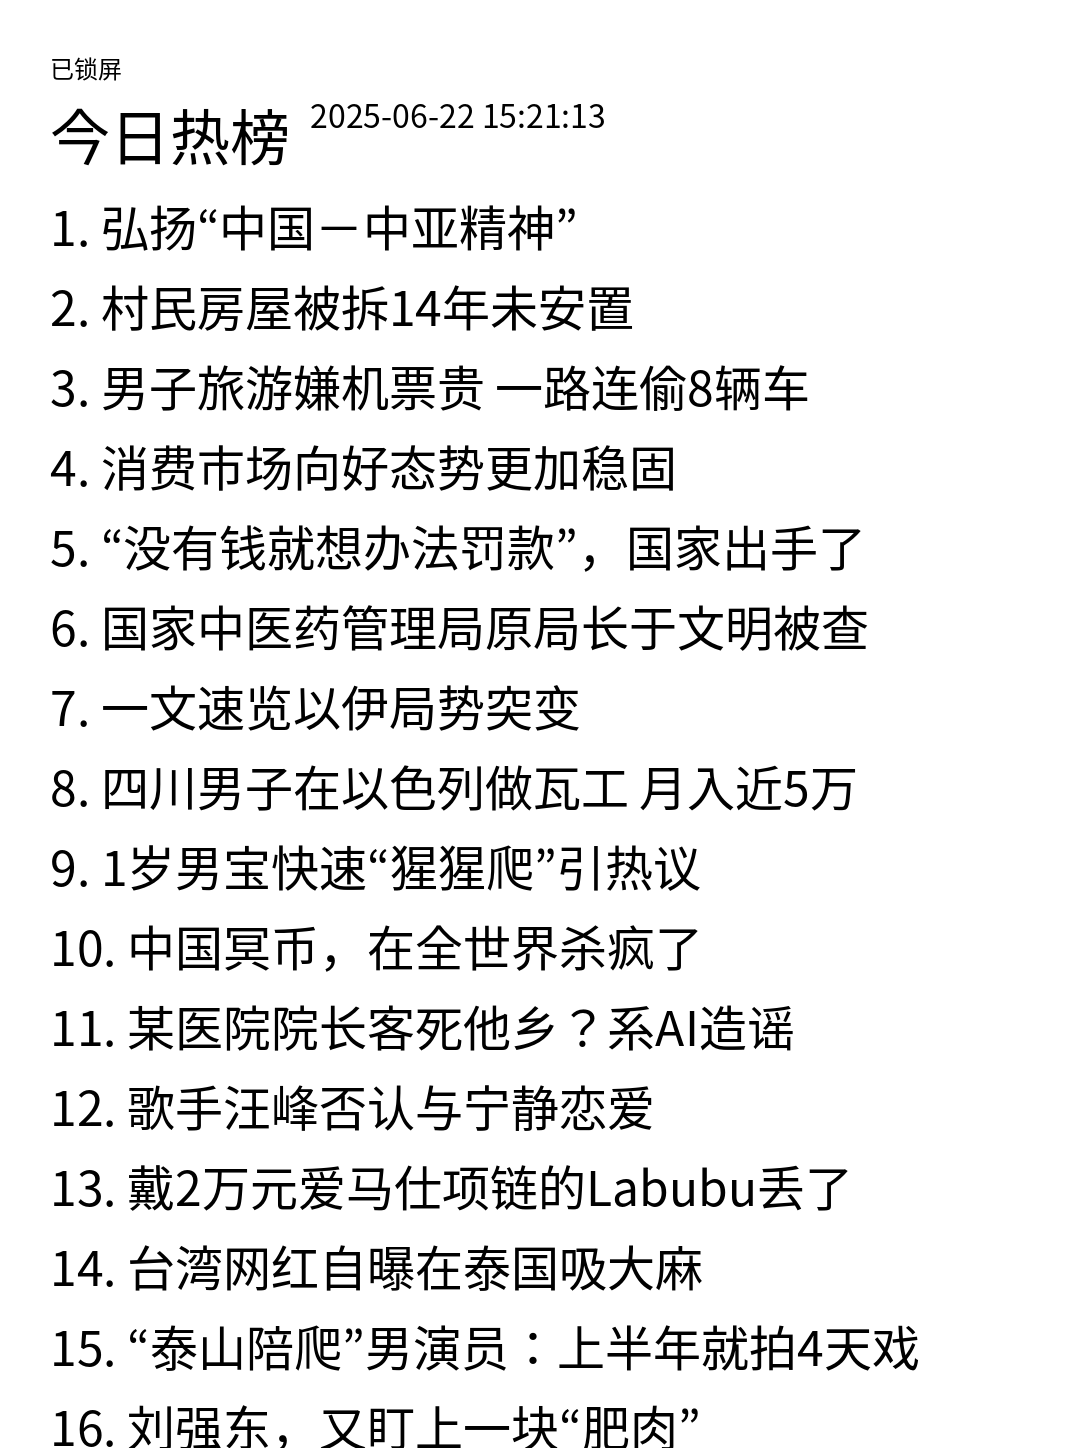 已锁屏
今日热榜 2025-06-22 15:21:13
1. 弘扬“中国－中亚精神”
2. 村民房屋被拆14年未安置
3. 男子旅游嫌机票贵 一路连偷8辆车
4. 消费市场向好态势更加稳固
5. “没有钱就想办法罚款”，国家出手了
6. 国家中医药管理局原局长于文明被查
7. 一文速览以伊局势突变
8. 四川男子在以色列做瓦工 月入近5万
9. 1岁男宝快速“猩猩爬”引热议
10. 中国冥币，在全世界杀疯了
11. 某医院院长客死他乡？系AI造谣
12. 歌手汪峰否认与宁静恋爱
13. 戴2万元爱马仕项链的Labubu丢了
14. 台湾网红自曝在泰国吸大麻
15. “泰山陪爬”男演员：上半年就拍4天戏
16. 刘强东，又盯上一块“肥肉”